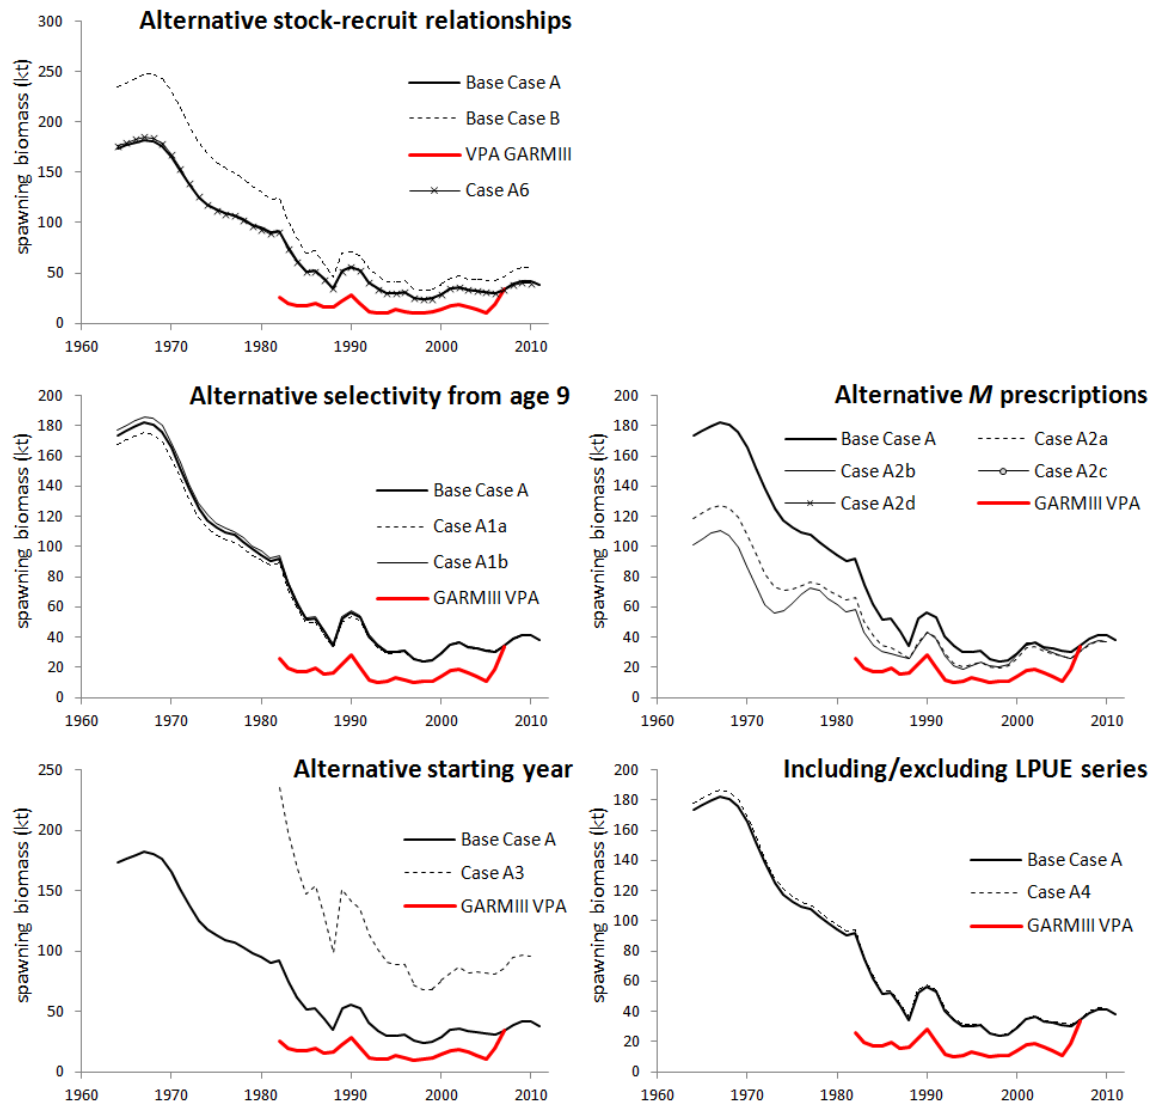 Alternative stock-recruit relationships
spawning biomass (kt)
300
250
200
150
100
50
0
Base Case A
Base Case B
VPA GARMIII
Case A6
1960 1970 1980 1990 2000 2010
Alternative selectivity from age 9
spawning biomass (kt)
200
180
160
140
120
100
80
60
40
20
0
Base Case A
Case A1a
Case A1b
GARMIII VPA
1960 1970 1980 1990 2000 2010
Alternative M prescriptions
spawning biomass (kt)
200
180
160
140
120
100
80
60
40
20
0
Base Case A Case A2a
Case A2b Case A2c
Case A2d GARMIII VPA
1960 1970 1980 1990 2000 2010
Alternative starting year
spawning biomass (kt)
250
200
150
100
50
0
Base Case A
Case A3
GARMIII VPA
1960 1970 1980 1990 2000 2010
Including/excluding LPUE series
spawning biomass (kt)
200
180
160
140
120
100
80
60
40
20
0
Base Case A
Case A4
GARMIII VPA
1960 1970 1980 1990 2000 2010